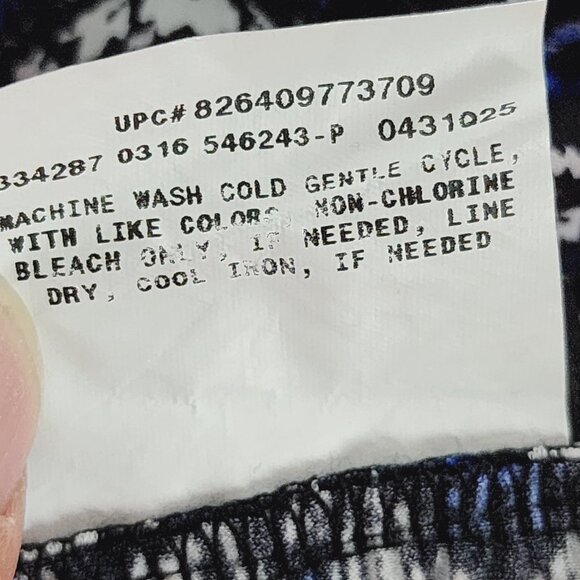 UPC# 826409773709
334287 0316 546243-P 0431025
MACHINE WASH COLD GENTLE CYCLE,
WITH LIKE COLORS, NON-CHLORINE
BLEACH ONLY, IF NEEDED, LINE
DRY, COOL IRON, IF NEEDED